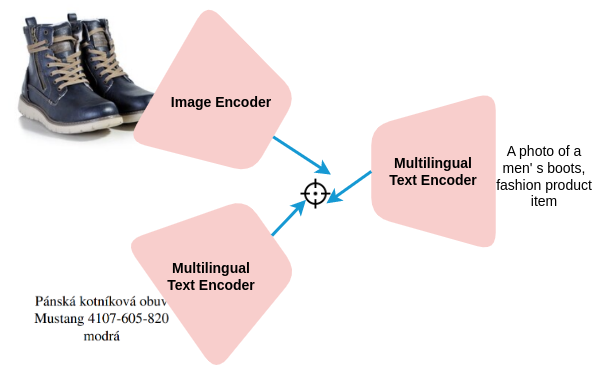 Image Encoder
Multilingual
Text Encoder
A photo of a
men' s boots,
fashion product
item
Multilingual
Text Encoder
Pánská kotníková obuv
Mustang 4107-605-820
modrá